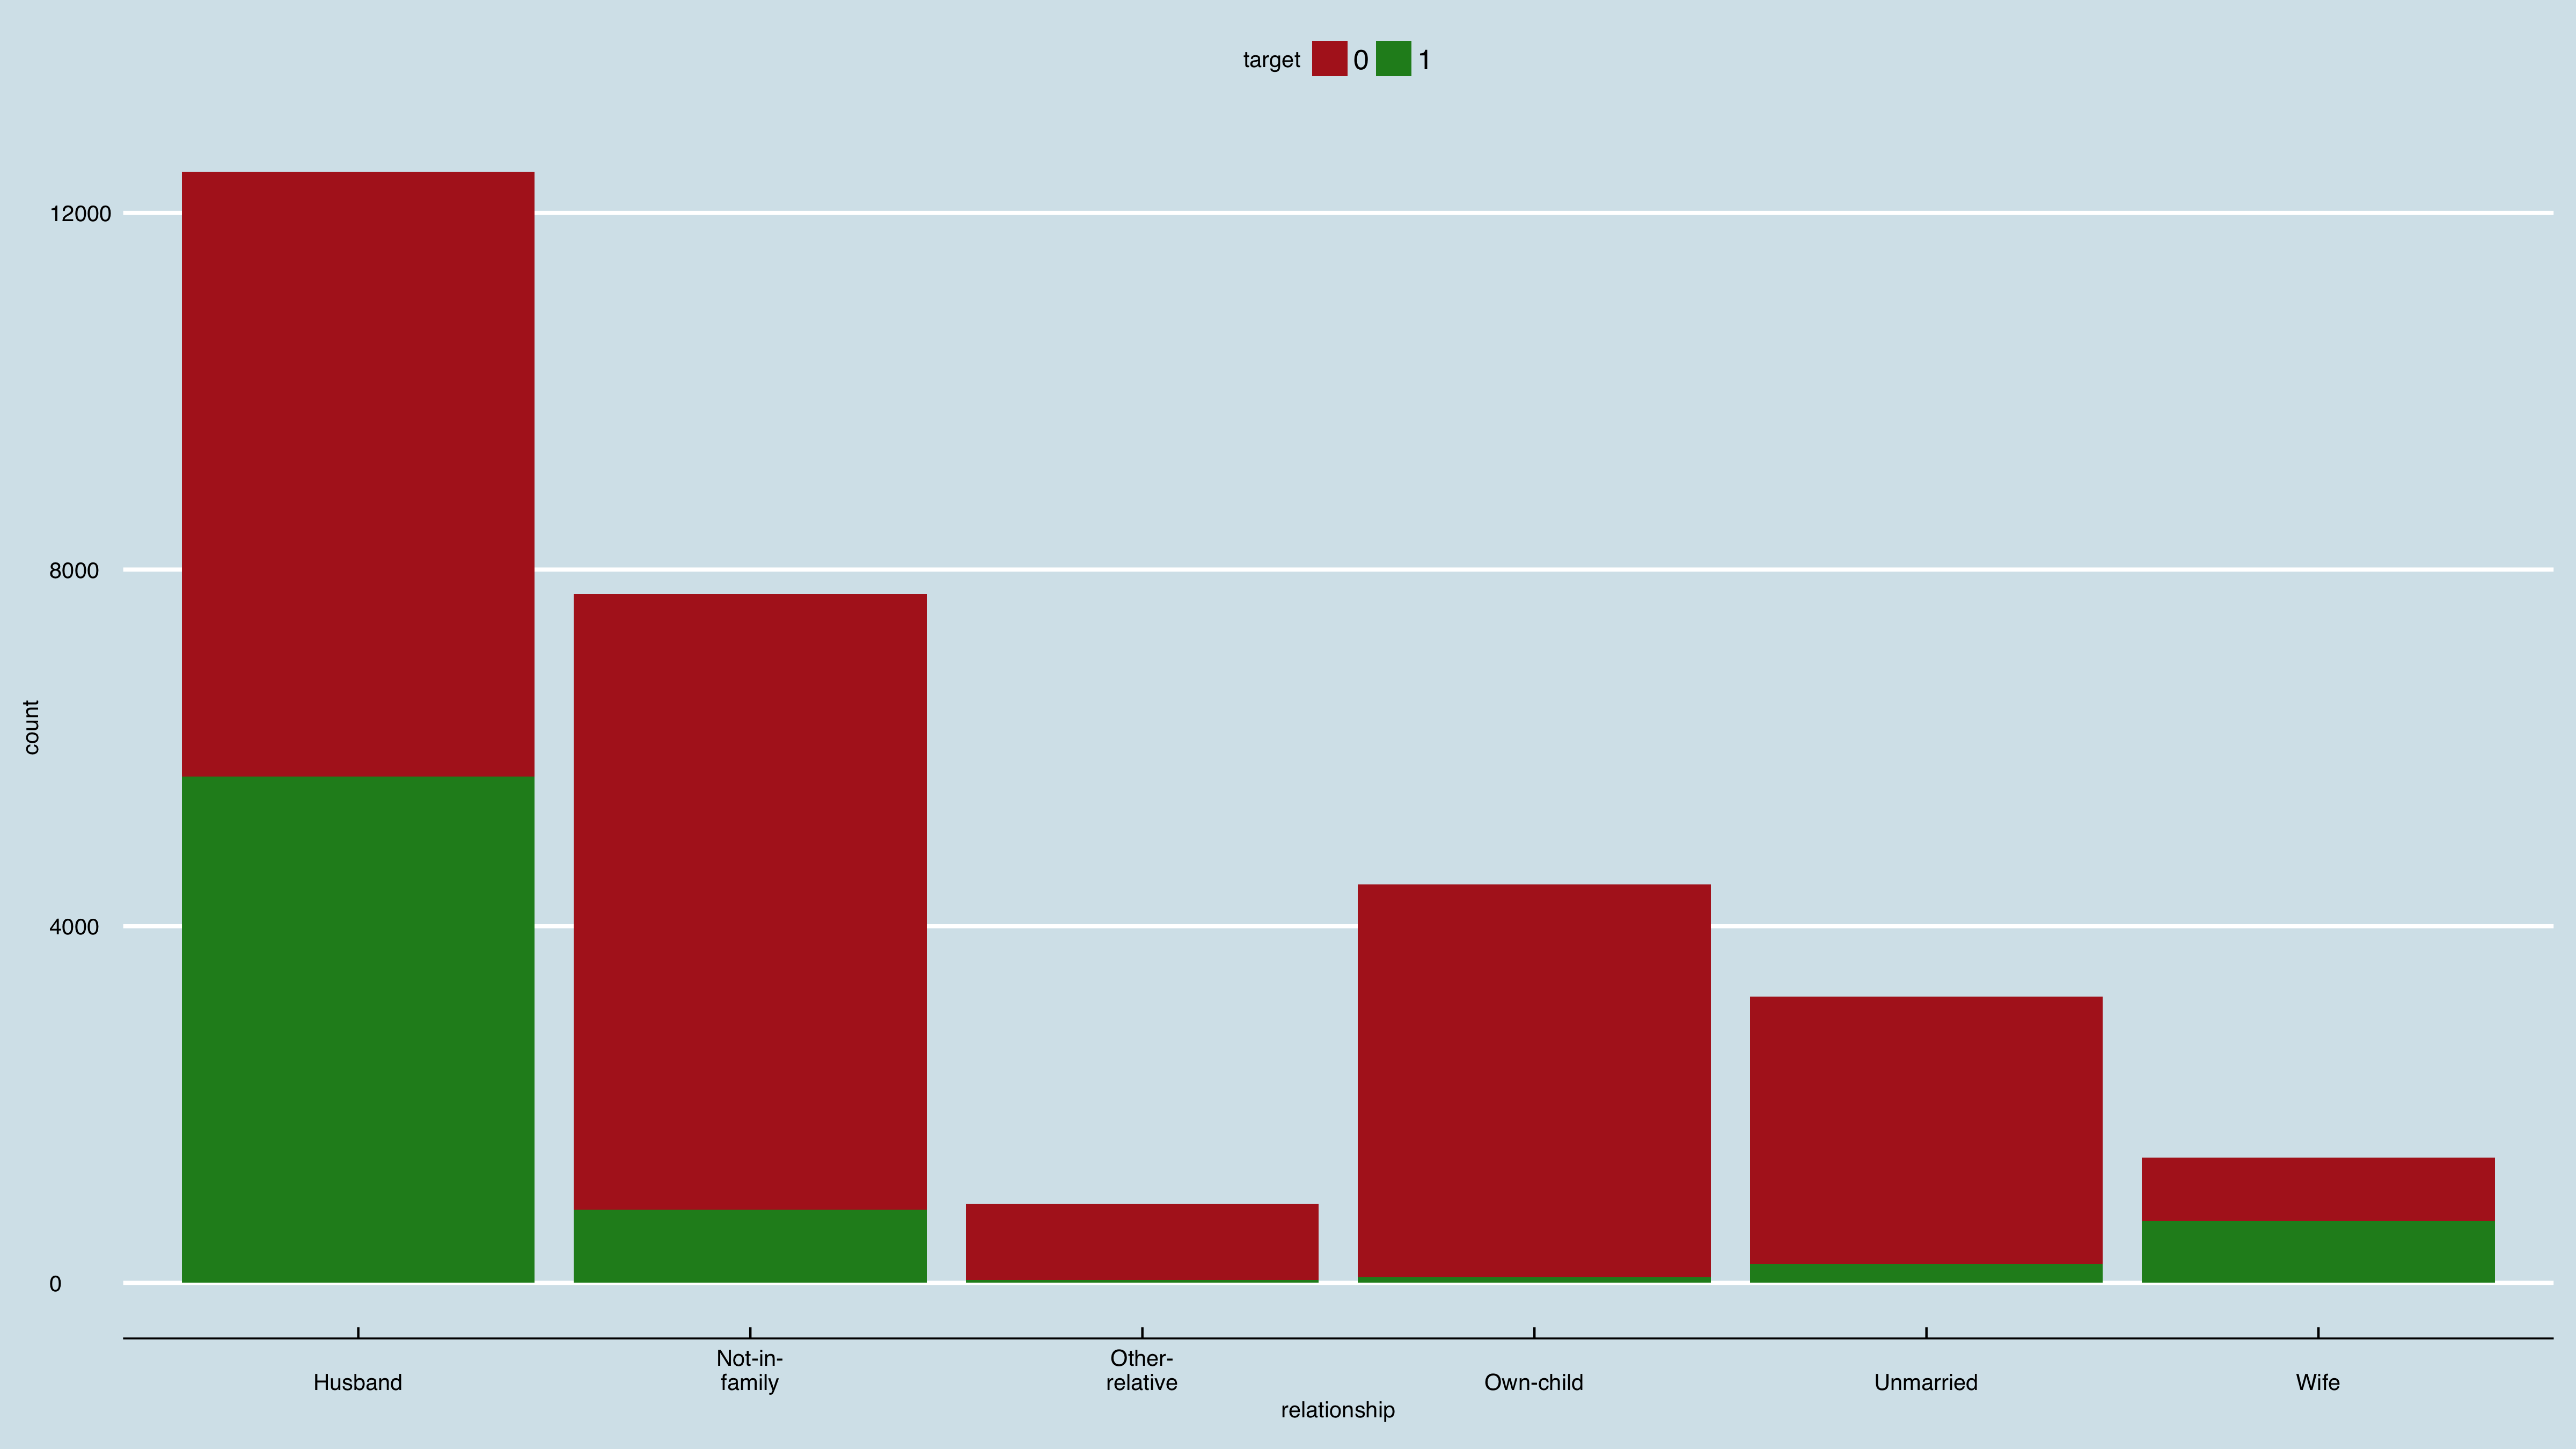 target 0 1
12000
8000
4000
0
count
Husband
Not-in-
family
Other-
relative
Own-child
Unmarried
Wife
relationship